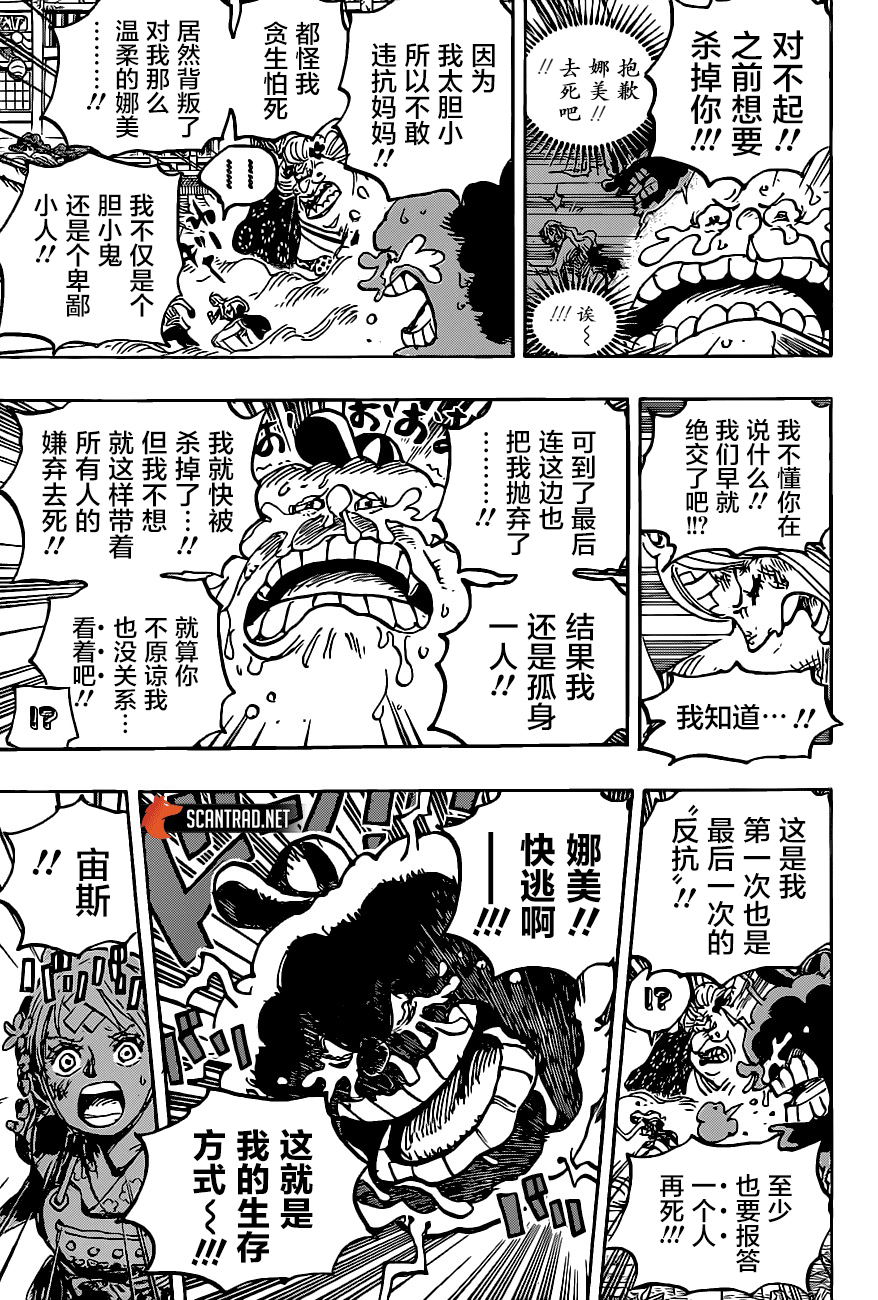 对不起!!
之前想要
杀掉你!!!
抱歉
娜美!!
去死吧
!!
!!!诶~
因为
我太胆小
所以不敢
违抗妈妈!!
都怪我
贪生怕死
居然背叛了
对我那么
温柔的娜美
………!!
我不仅是个
胆小鬼
还是个卑鄙
小人!!
我不懂你在
说什么!!
我们早就
绝交了吧
!!?
我知道…!!
可到了最后
连这边也
把我抛弃了
………!!
结果我
还是孤身
一人!!
我就快被
杀掉了…!!
但我不想
就这样带着
所有人的
嫌弃去死!!
就算你
不原谅我
也没关系…
看着吧!!
!?
这是我
第一次也是
最后一次的
“反抗”!!
!?
至少
也要报答
一个人
再死!!!
娜美!!
快逃啊
——!!!
SCANTRAD.NET
这就是
我的生存
方式~!!!
宙斯
!!